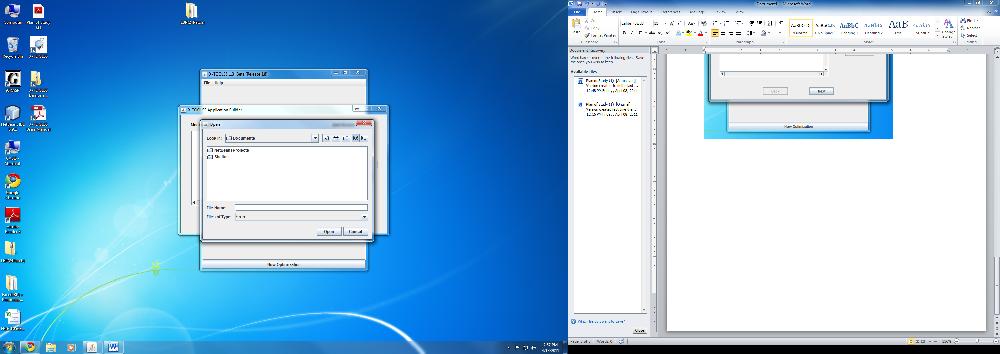 Computer
Plan of Study
(1)
LBP(24Patch)
Recycle Bin
X-TOOLSS
jGRASP
X-TOOLSS
Demos a...
NetBeans IDE
6.9.1
X-TOOLSS
Users Manual
CASIS -
Shortcut
Google
Chrome
Adobe
Reader X
LBP(24Patch)
Face(LBP) +
Periocular...
FRGC105GE...
X-TOOLSS 1.3 Beta (Release 18)
File Help
X-TOOLSS Application Builder
Modu
Open
Look In: Documents
NetBeansProjects
Shelton
File Name:
Files of Type: *.xts
Open Cancel
New Optimization
2:57 PM
4/13/2011
Document1 - Microsoft Word
File Home Insert Page Layout References Mailings Review View
Paste
Cut
Copy
Format Painter
Clipboard
Calibri (Body) 11
Font
Paragraph
AaBbCcDc AaBbCcDc AaBbC AaBbCc AaB AaBbCc.
¶ Normal ¶ No Spaci... Heading 1 Heading 2 Title Subtitle
Styles
Change
Styles
Find
Replace
Select
Editing
Document Recovery
Word has recovered the following files. Save
the ones you wish to keep.
Available files
Plan of Study (1) [Autosaved]
Version created from the last ...
12:48 PM Friday, April 08, 2011
Plan of Study (1) [Original]
Version created last time the ...
12:16 PM Friday, April 08, 2011
Which file do I want to save?
Close
Back Next
New Optimization
Page: 3 of 3 Words: 0
116%